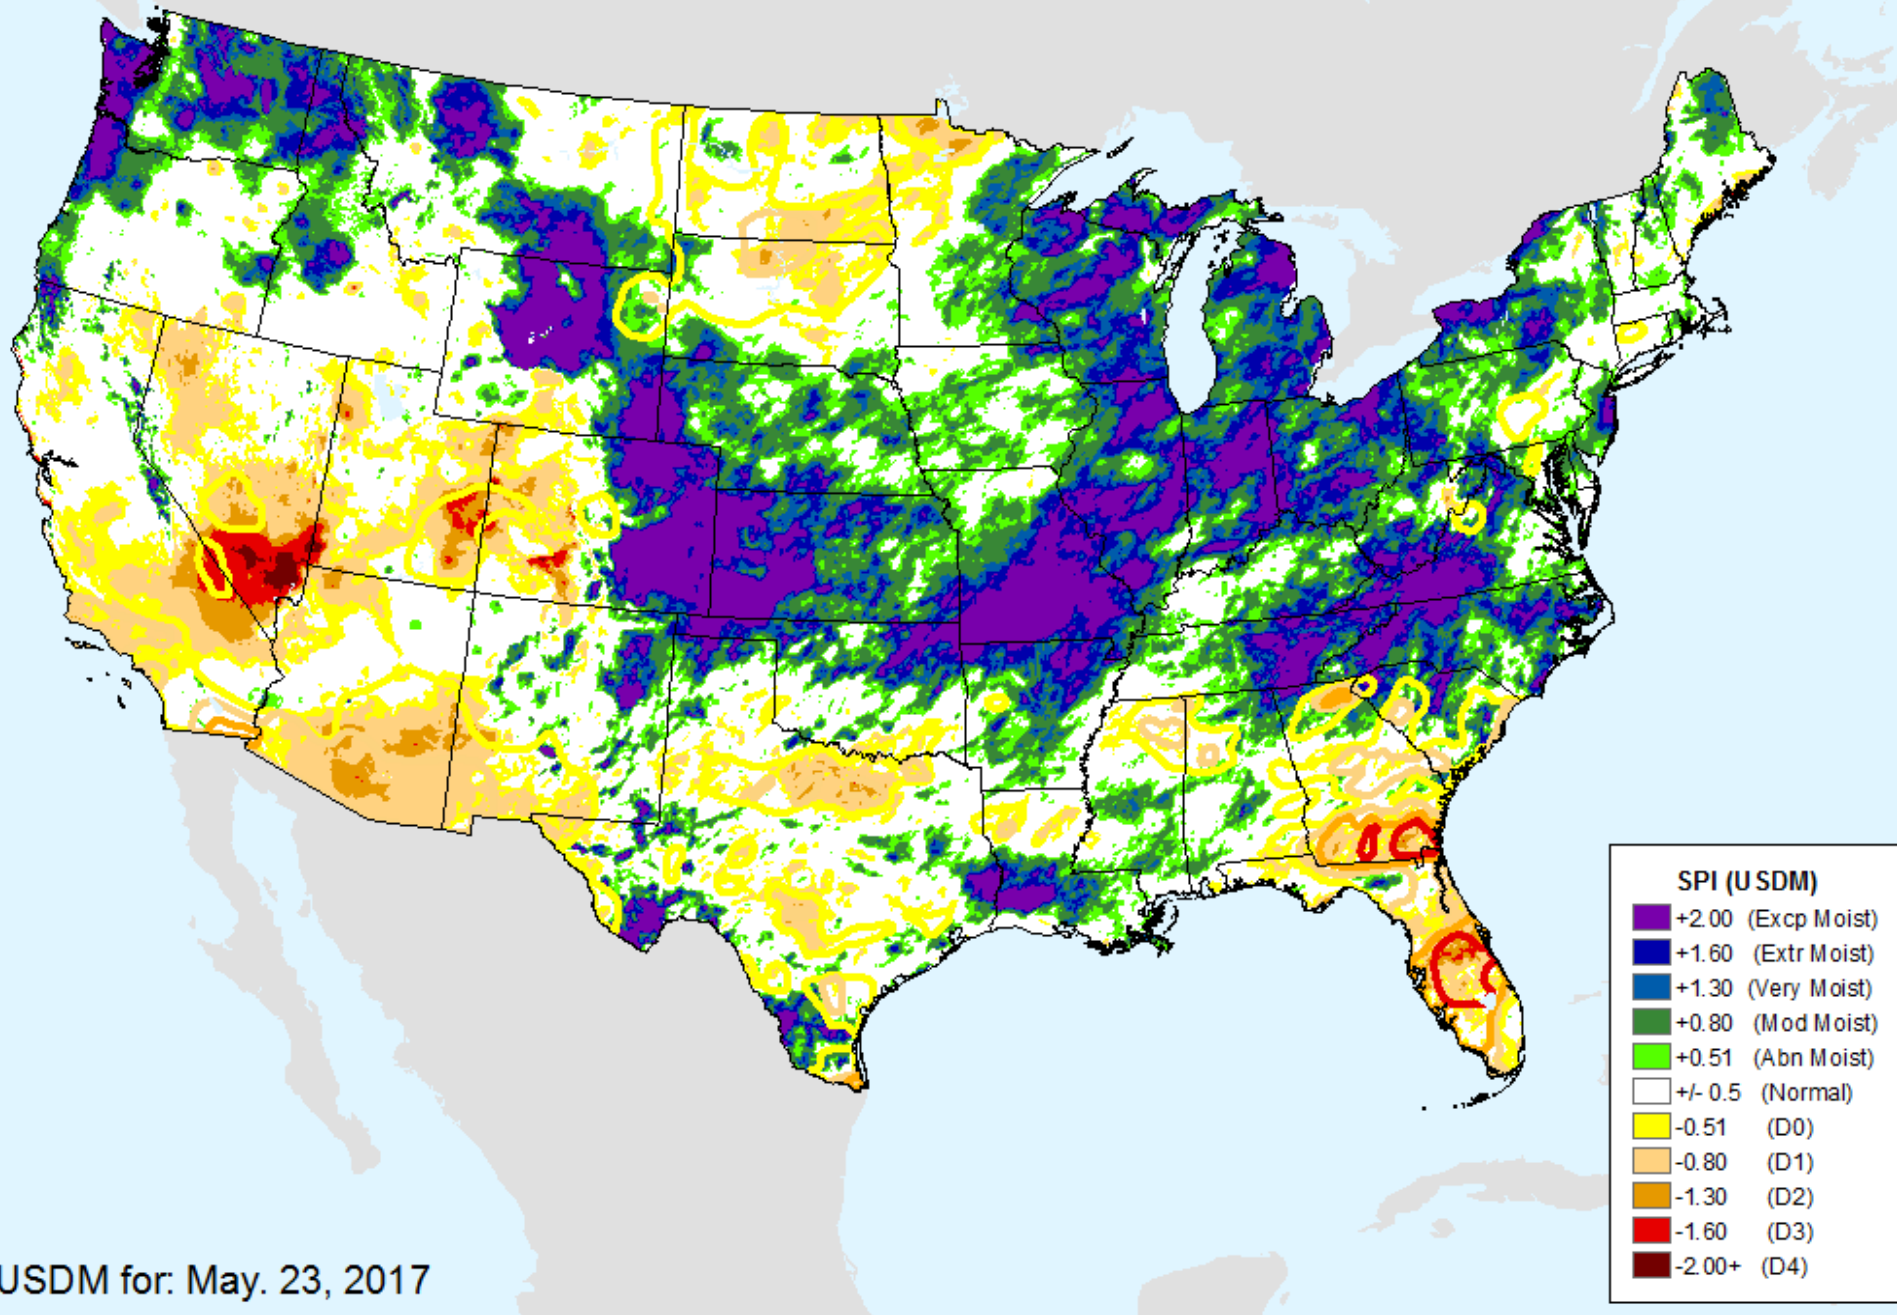 SPI (USDM)
+2.00 (Excp Moist)
+1.60 (Extr Moist)
+1.30 (Very Moist)
+0.80 (Mod Moist)
+0.51 (Abn Moist)
+/- 0.5 (Normal)
-0.51 (D0)
-0.80 (D1)
-1.30 (D2)
-1.60 (D3)
-2.00+ (D4)
USDM for: May. 23, 2017